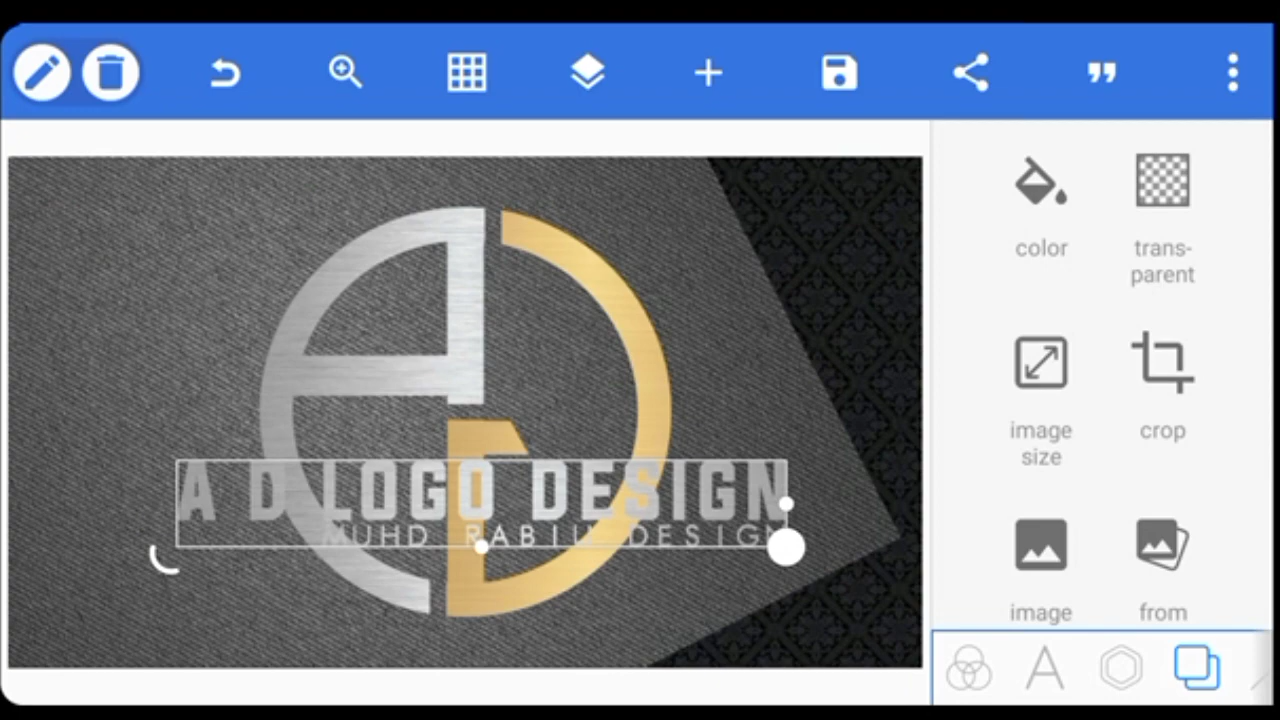 color
trans-
parent
A D LOGO DESIGN
MUHD RABIU DESIGN
image
size
crop
image
from